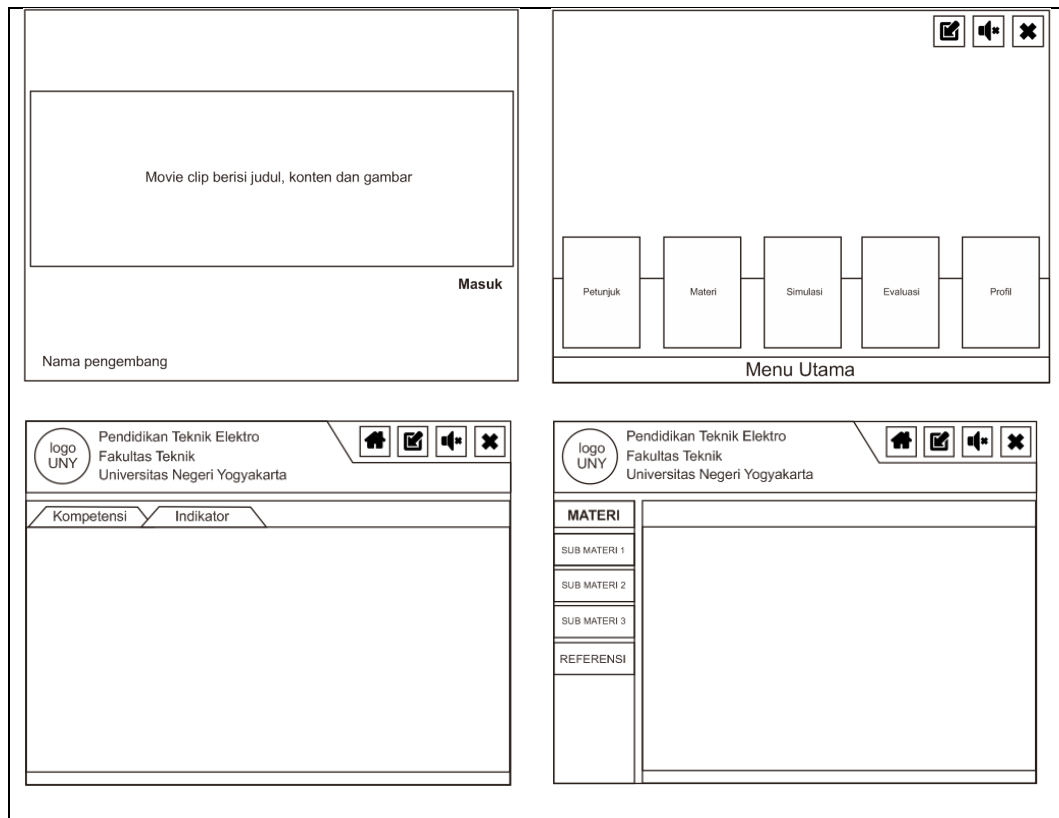 Movie clip berisi judul, konten dan gambar
Masuk
Nama pengembang
Petunjuk
Materi
Simulasi
Evaluasi
Profil
Menu Utama
logo
UNY
Pendidikan Teknik Elektro
Fakultas Teknik
Universitas Negeri Yogyakarta
Kompetensi
Indikator
logo
UNY
Pendidikan Teknik Elektro
Fakultas Teknik
Universitas Negeri Yogyakarta
MATERI
SUB MATERI 1
SUB MATERI 2
SUB MATERI 3
REFERENSI